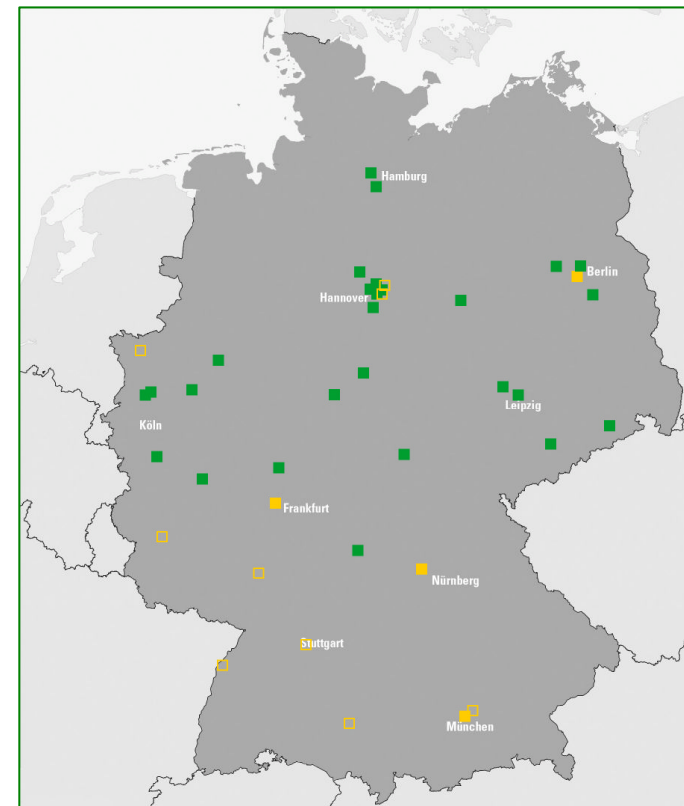 Hamburg
Berlin
Hannover
Leipzig
Köln
Frankfurt
Nürnberg
Stuttgart
München